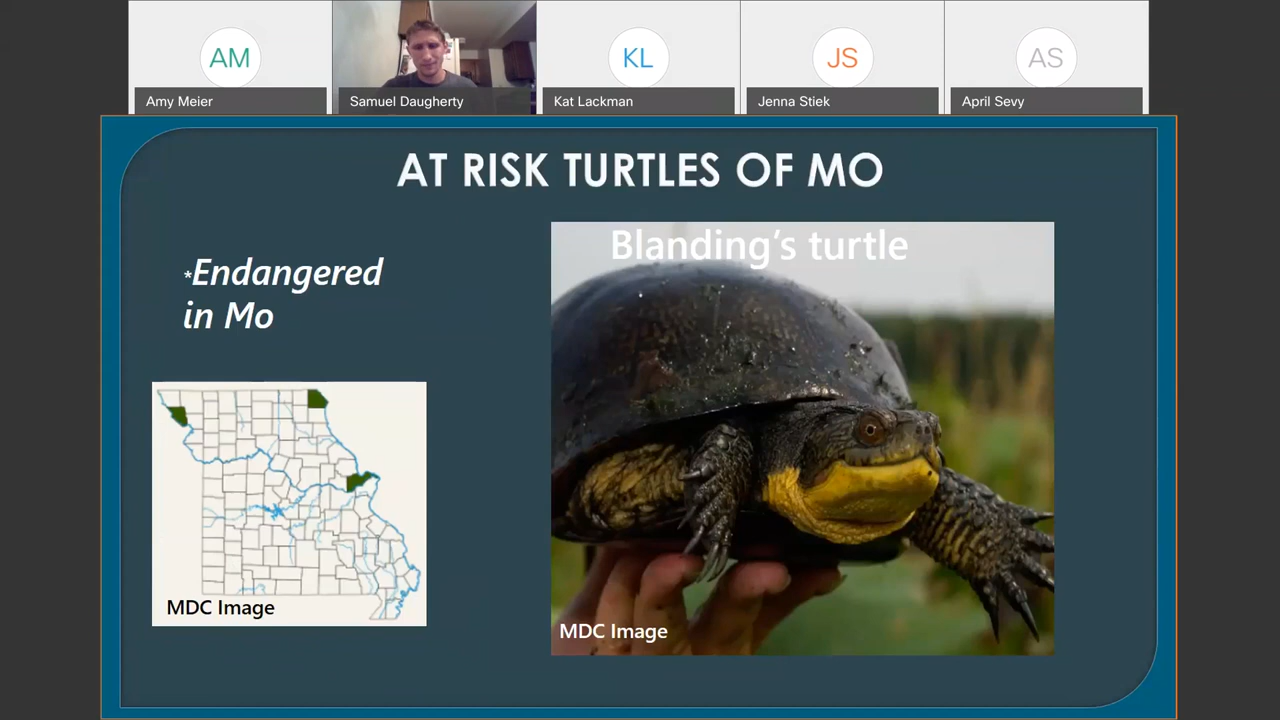 AM
KL
JS
AS
Amy Meier
Samuel Daugherty
Kat Lackman
Jenna Stiek
April Sevy
AT RISK TURTLES OF MO
Blanding's turtle
*Endangered
in Mo
MDC Image
MDC Image